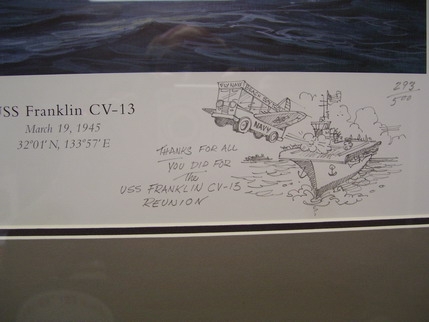 USS Franklin CV-13
March 19, 1945
32°01'N, 133°57'E
NAVY
293
500
THANKS FOR ALL
YOU DID FOR
the
USS FRANKLIN CV-13
REUNION